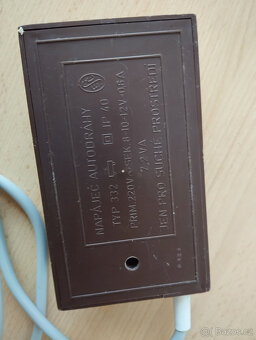 NAPÁJEČ AUTODRÁHY
TYP 332 IP 40
PRIM. 220V SEK. 8-10-12V 0,6A
7,2 VA
JEN PRO SUCHÉ PROSTŘEDÍ